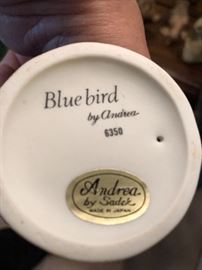 Blue bird
by Andrea
6350
Andrea
by Sadek
MADE IN JAPAN